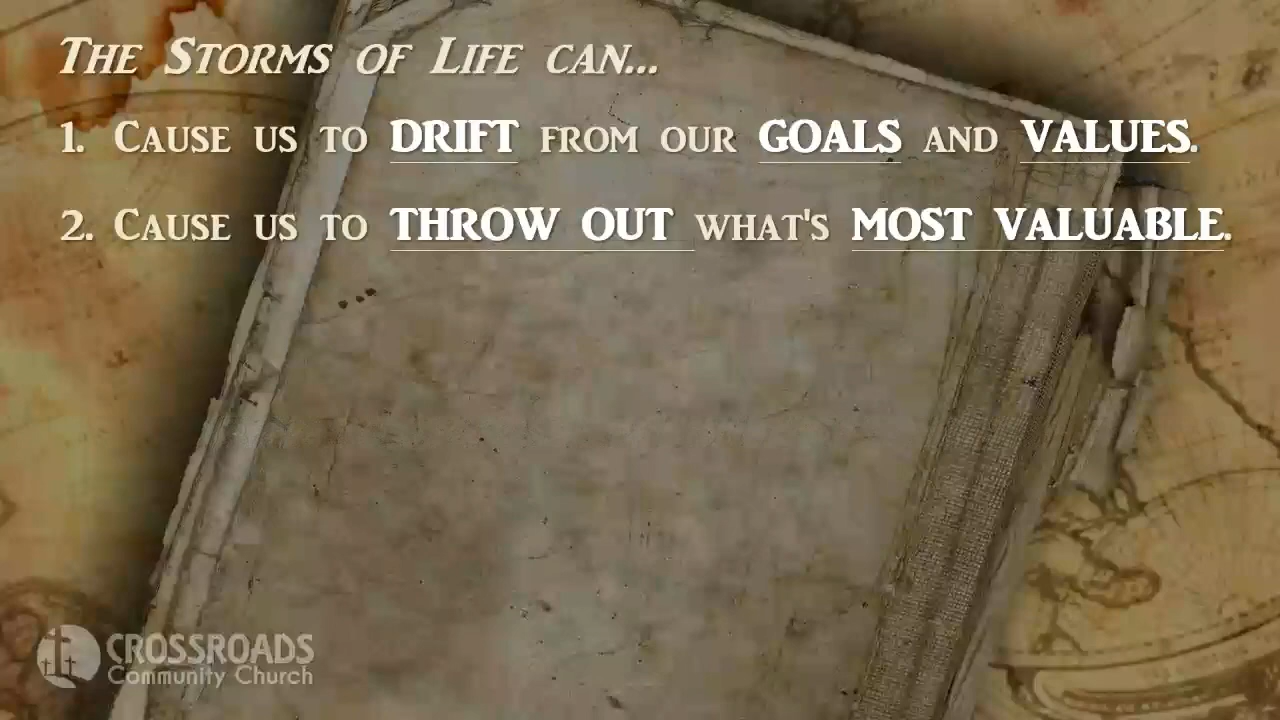 The Storms of Life can...
1. Cause us to DRIFT from our GOALS and VALUES.
2. Cause us to THROW OUT what's MOST VALUABLE.
CROSSROADS
Community Church